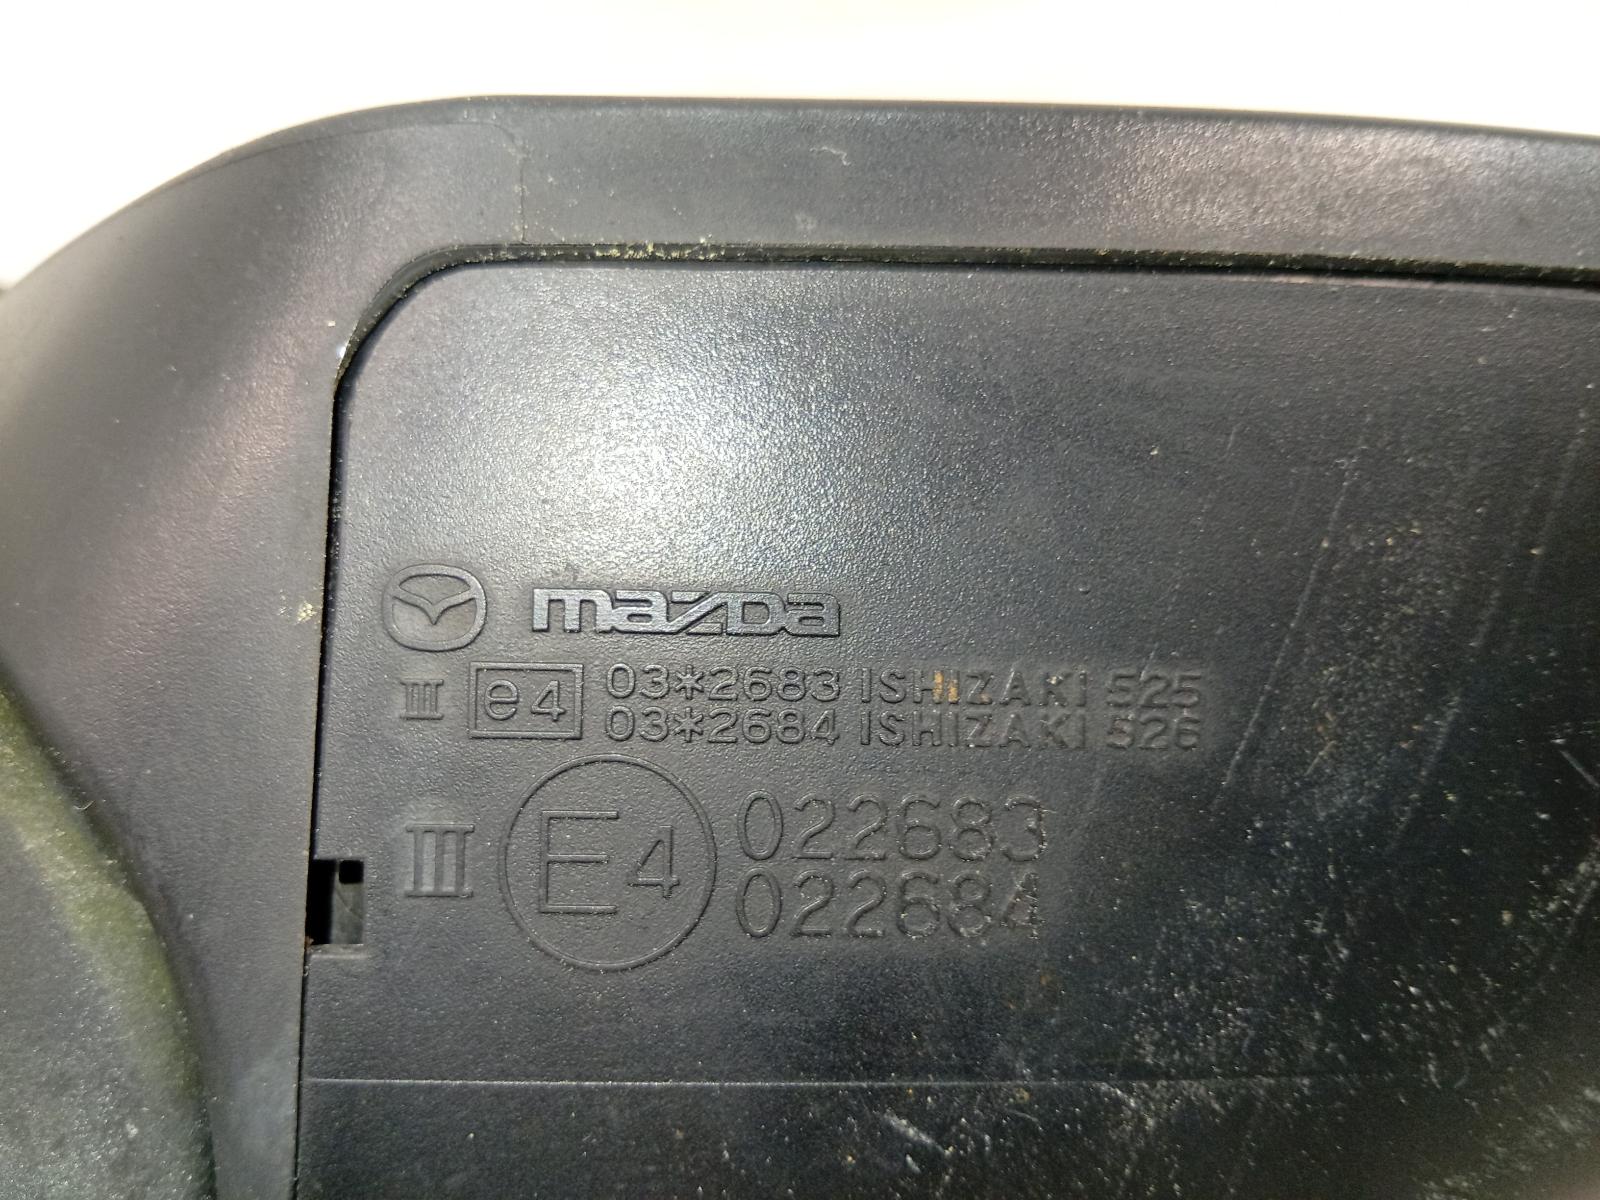 mazda
III e4 03*2683 ISHIZAKI 525
03*2684 ISHIZAKI 526
III E4 022683
022684